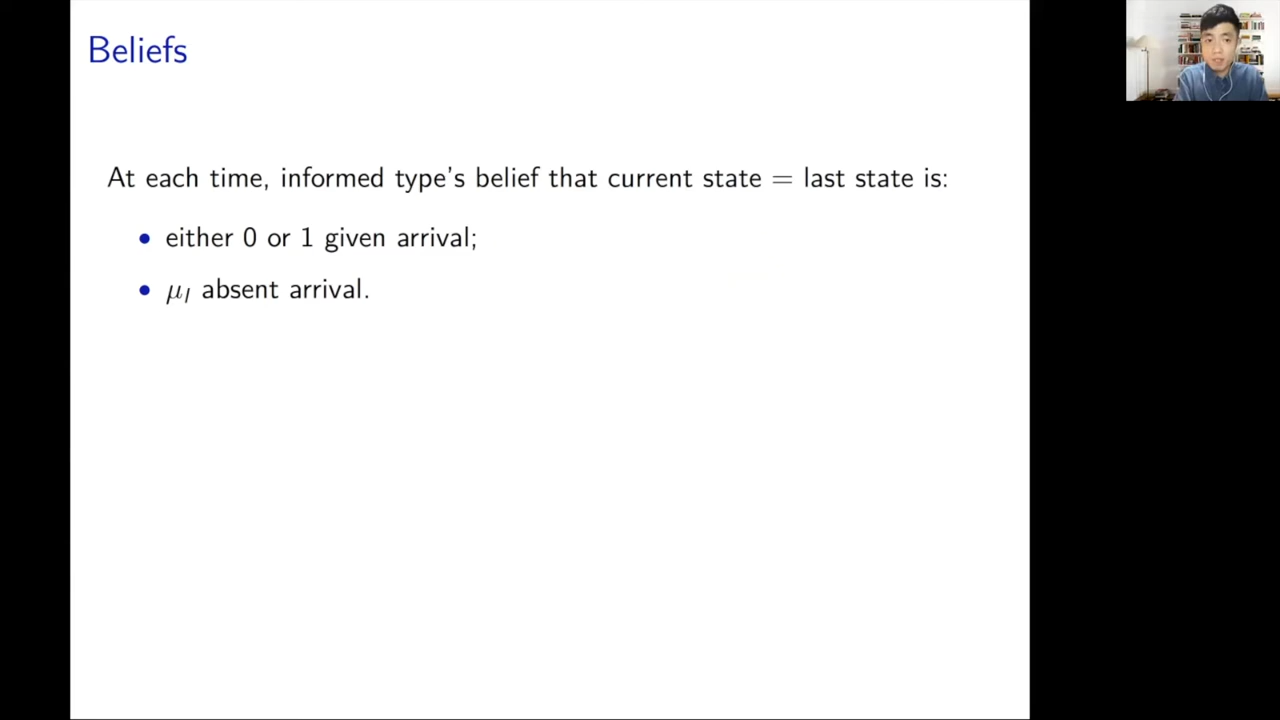 Beliefs
At each time, informed type's belief that current state = last state is:
• either 0 or 1 given arrival;
• μ_I absent arrival.